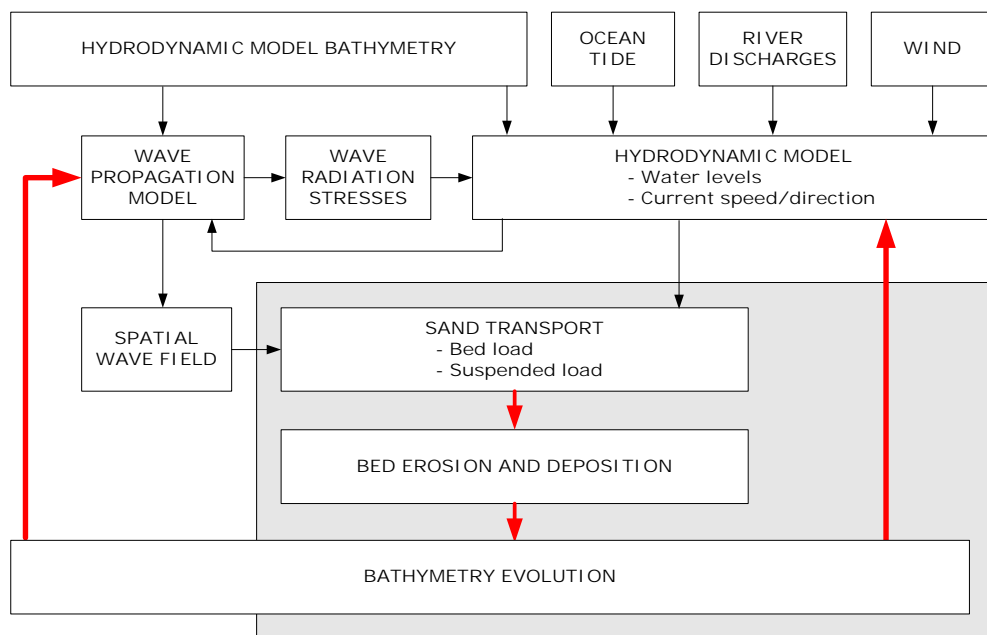 HYDRODYNAMIC MODEL BATHYMETRY
OCEAN
TIDE
RIVER
DISCHARGES
WIND
WAVE
PROPAGATION
MODEL
WAVE
RADIATION
STRESSES
HYDRODYNAMIC MODEL
- Water levels
- Current speed/direction
SPATIAL
WAVE FIELD
SAND TRANSPORT
- Bed load
- Suspended load
BED EROSION AND DEPOSITION
BATHYMETRY EVOLUTION